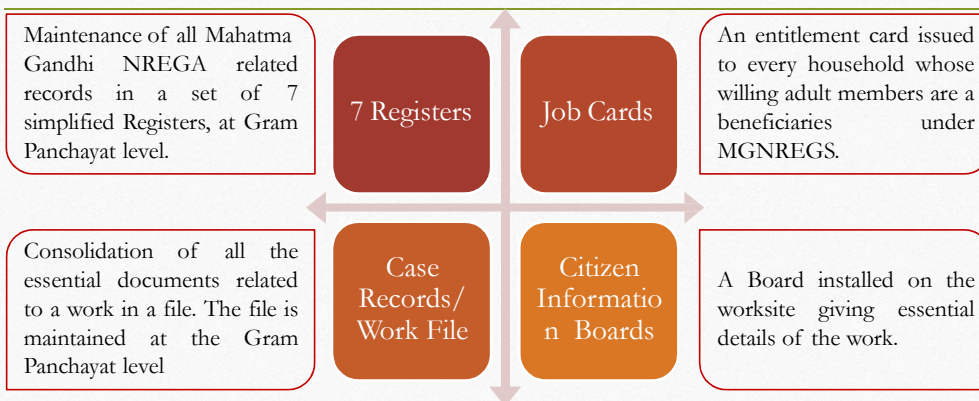 Maintenance of all Mahatma
Gandhi NREGA related
records in a set of 7
simplified Registers, at Gram
Panchayat level.
7 Registers
Job Cards
An entitlement card issued
to every household whose
willing adult members are a
beneficiaries under
MGNREGS.
Consolidation of all the
essential documents related
to a work in a file. The file is
maintained at the Gram
Panchayat level
Case
Records/
Work File
Citizen
Informatio
n Boards
A Board installed on the
worksite giving essential
details of the work.